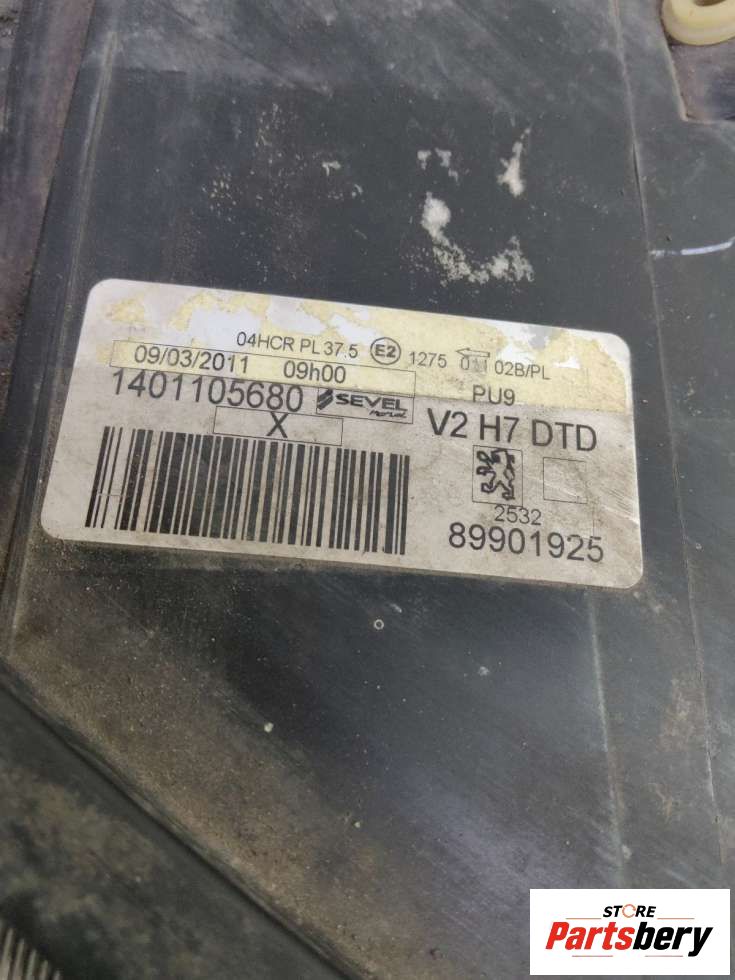 04HCR PL 37.5 E2 1275 02B/PL
09/03/2011 09h00 PU9
1401105680 SEVEL V2 H7 DTD
X
2532
89901925
STORE
Partsbery